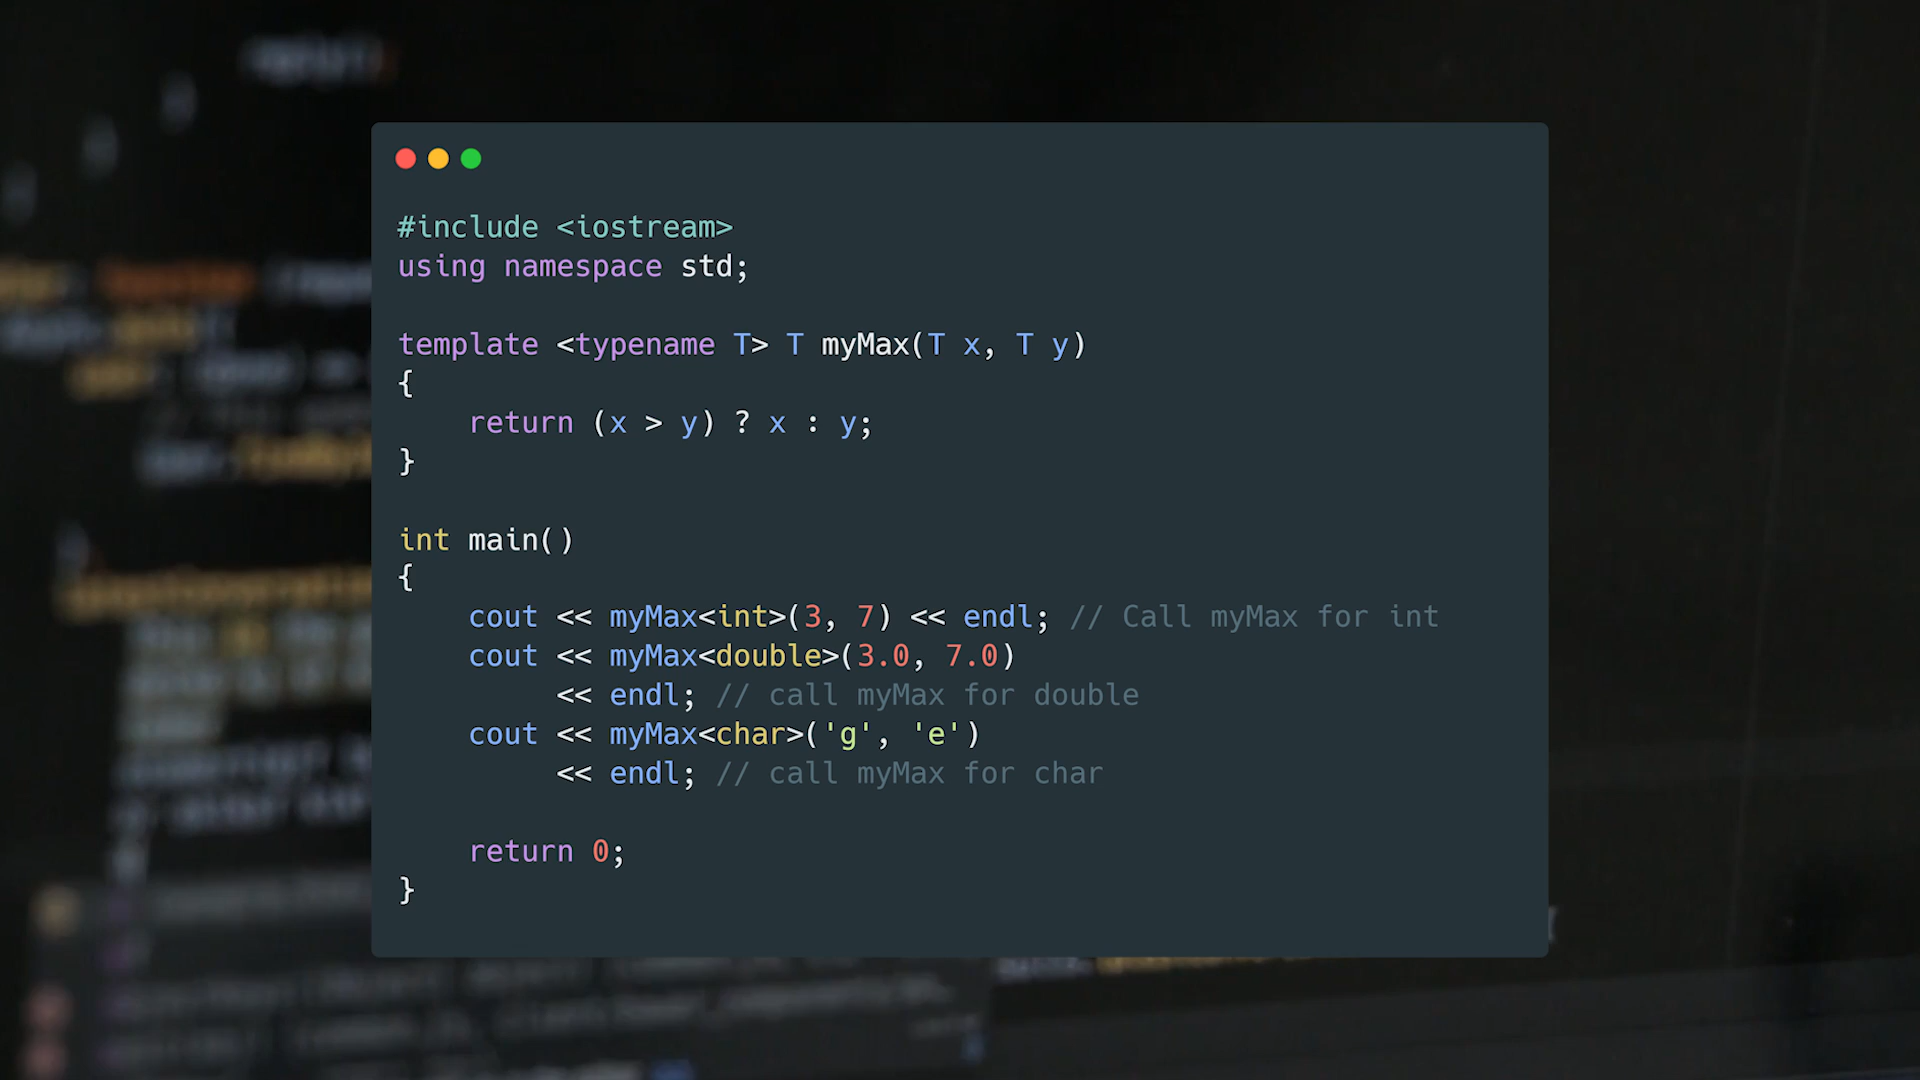 #include <iostream>
using namespace std;
template <typename T> T myMax(T x, T y)
{
    return (x > y) ? x : y;
}
int main()
{
    cout << myMax<int>(3, 7) << endl; // Call myMax for int
    cout << myMax<double>(3.0, 7.0)
         << endl; // call myMax for double
    cout << myMax<char>('g', 'e')
         << endl; // call myMax for char
    return 0;
}